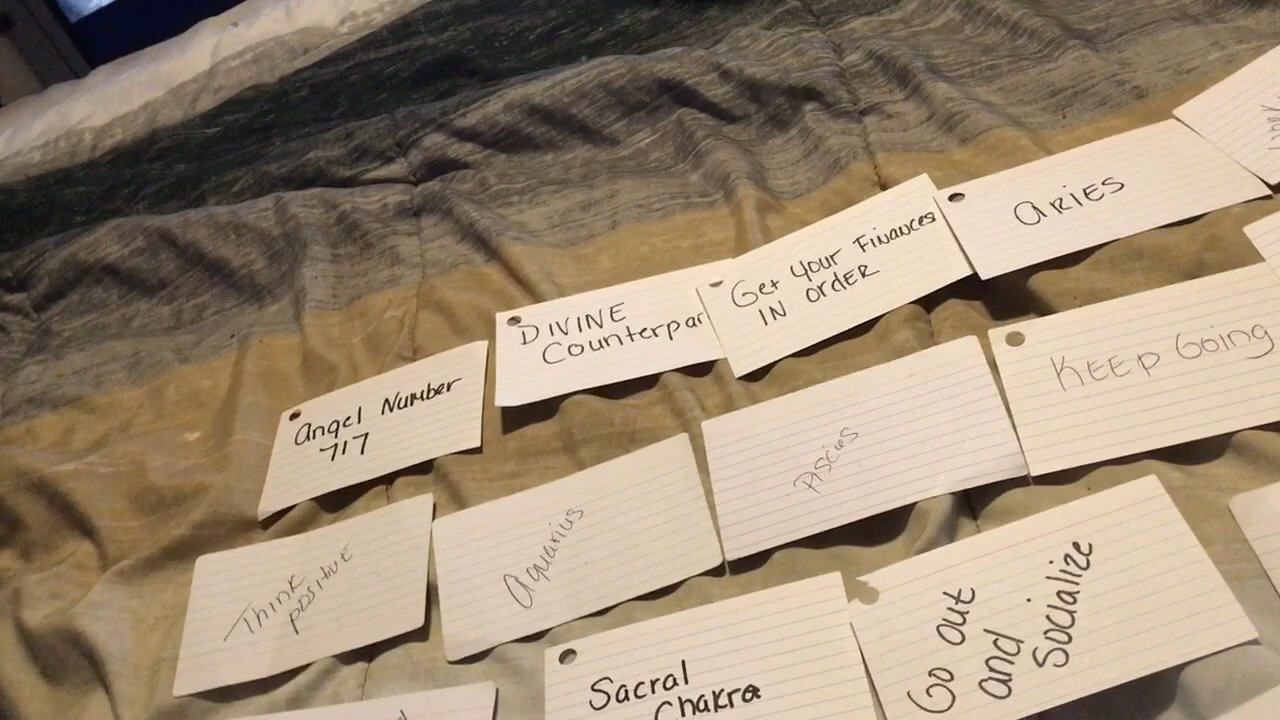 Angel Number
717
DIVINE
Counterpar
Get Your Finances
IN order
ARIES
Think
positive
Aquarius
Piscies
KEEP Going
Sacral
Chakra
Go out
and
Socialize